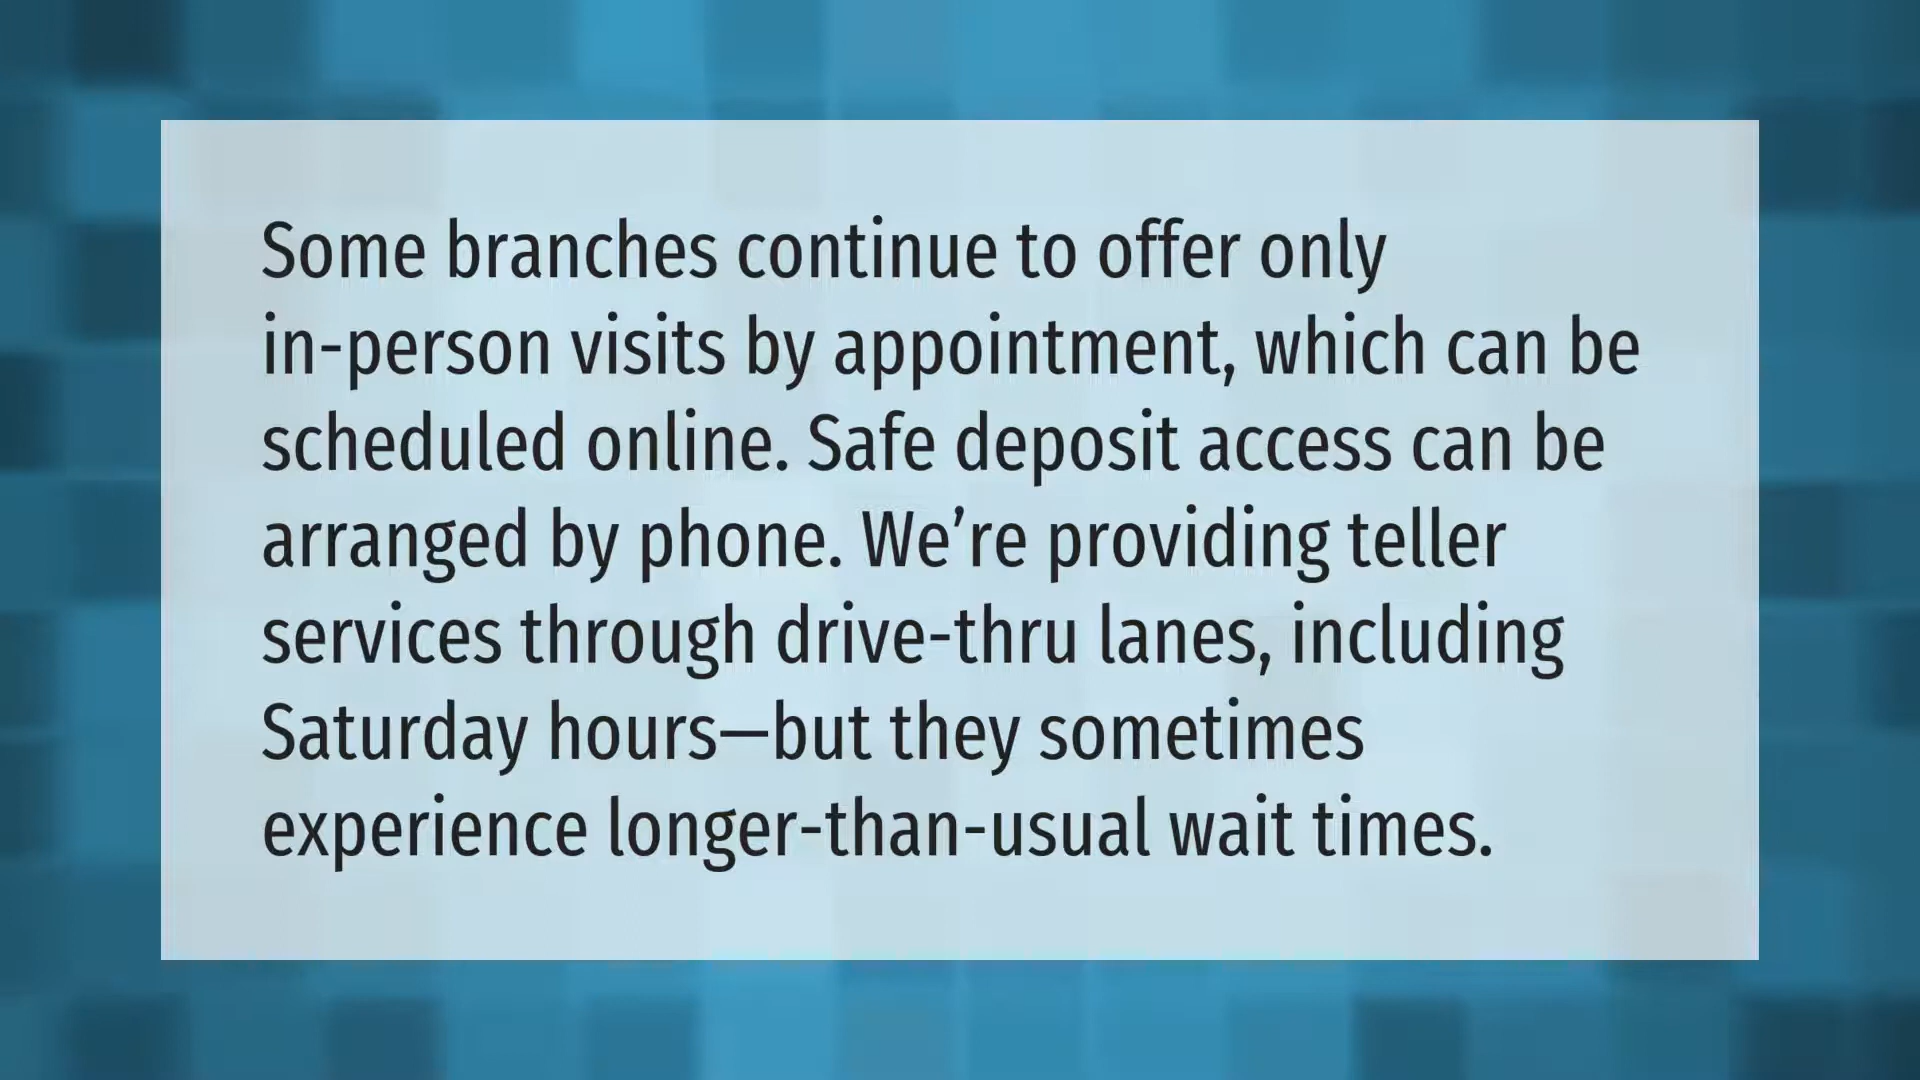 Some branches continue to offer only
in-person visits by appointment, which can be
scheduled online. Safe deposit access can be
arranged by phone. We’re providing teller
services through drive-thru lanes, including
Saturday hours—but they sometimes
experience longer-than-usual wait times.